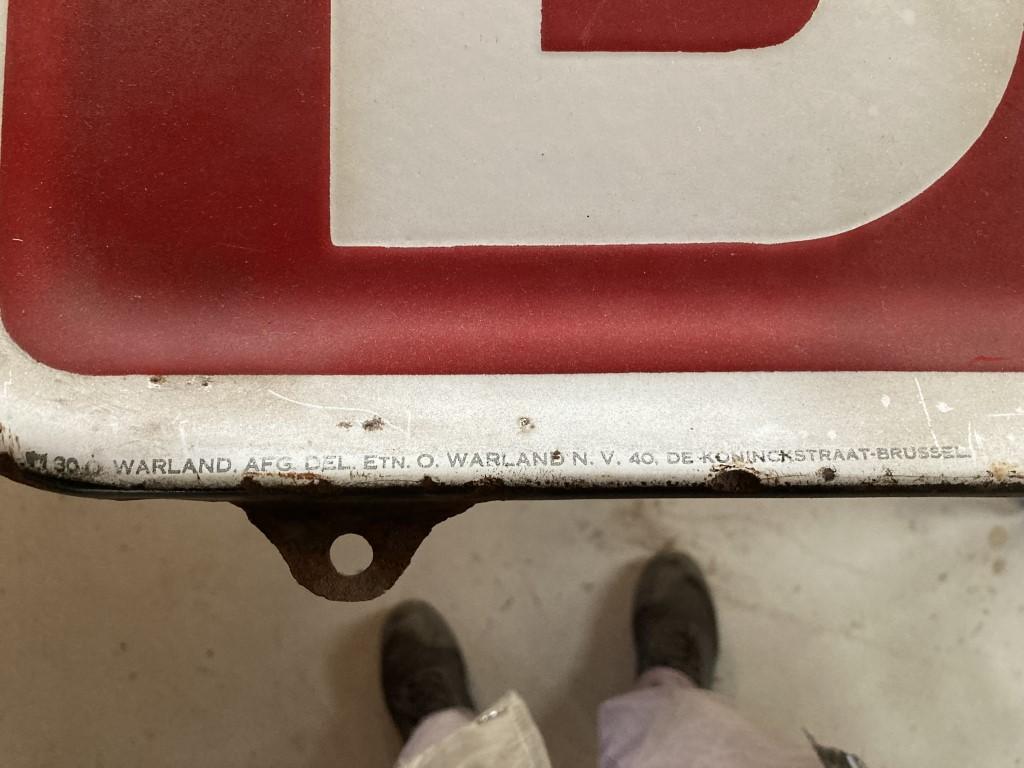 B
30 O. WARLAND. AFG. DEL. ETN. O. WARLAND N. V. 40, DE KONINCKSTRAAT-BRUSSEL.